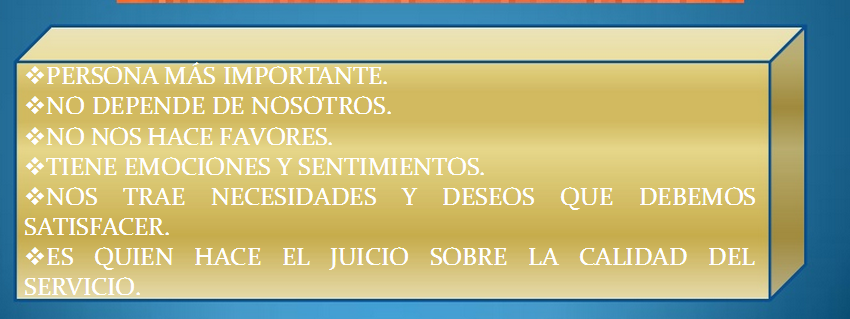 ❖PERSONA MÁS IMPORTANTE.
❖NO DEPENDE DE NOSOTROS.
❖NO NOS HACE FAVORES.
❖TIENE EMOCIONES Y SENTIMIENTOS.
❖NOS TRAE NECESIDADES Y DESEOS QUE DEBEMOS
SATISFACER.
❖ES QUIEN HACE EL JUICIO SOBRE LA CALIDAD DEL
SERVICIO.